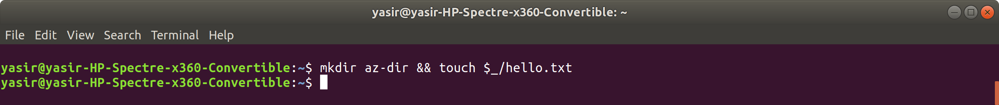 yasir@yasir-HP-Spectre-x360-Convertible: ~
File Edit View Search Terminal Help
yasir@yasir-HP-Spectre-x360-Convertible:~$ mkdir az-dir && touch $_/hello.txt
yasir@yasir-HP-Spectre-x360-Convertible:~$